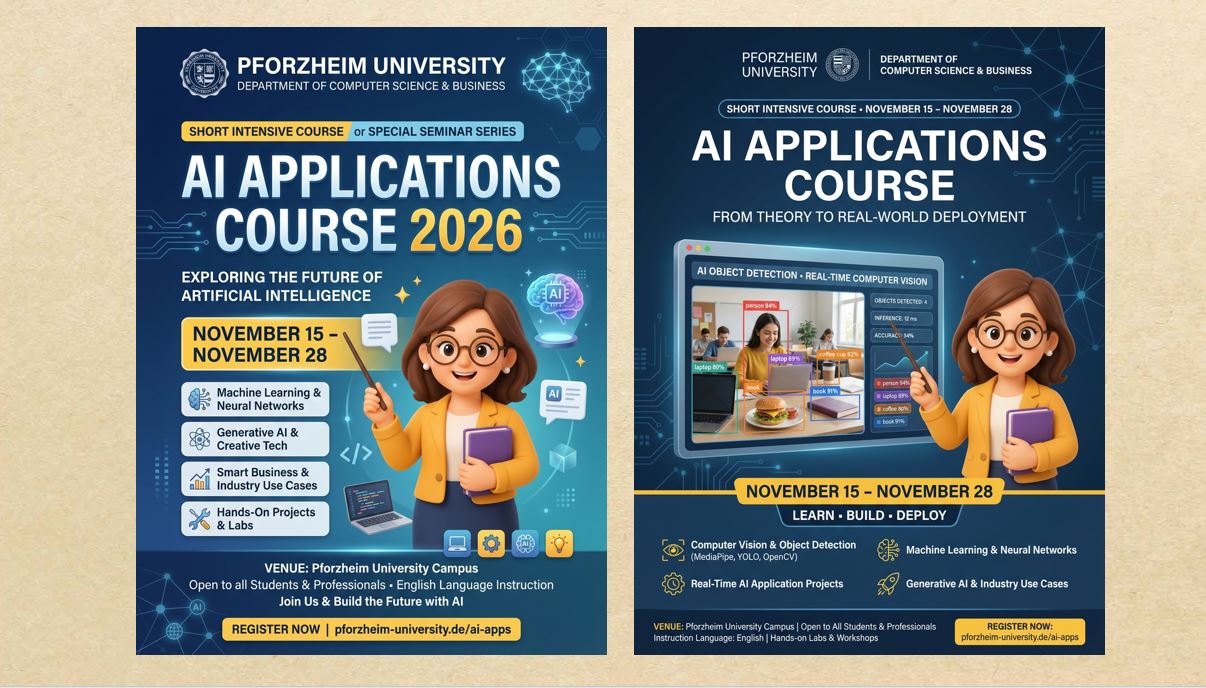 PFORZHEIM UNIVERSITY
DEPARTMENT OF COMPUTER SCIENCE & BUSINESS
SHORT INTENSIVE COURSE or SPECIAL SEMINAR SERIES
AI APPLICATIONS
COURSE 2026
EXPLORING THE FUTURE OF
ARTIFICIAL INTELLIGENCE
AI
NOVEMBER 15 –
NOVEMBER 28
Machine Learning &
Neural Networks
AI
Generative AI &
Creative Tech
</>
Smart Business &
Industry Use Cases
Hands-On Projects
& Labs
AI
VENUE: Pforzheim University Campus
Open to all Students & Professionals • English Language Instruction
Join Us & Build the Future with AI
AI
REGISTER NOW | pforzheim-university.de/ai-apps
PFORZHEIM
UNIVERSITY
DEPARTMENT OF
COMPUTER SCIENCE & BUSINESS
SHORT INTENSIVE COURSE • NOVEMBER 15 – NOVEMBER 28
AI APPLICATIONS
COURSE
FROM THEORY TO REAL-WORLD DEPLOYMENT
AI OBJECT DETECTION • REAL-TIME COMPUTER VISION
person 94%
laptop 89%
coffee cup 82%
laptop 80%
book
book 91%
OBJECTS DETECTED: 4
INFERENCE: 12 ms
person 94%
laptop 89%
coffee 80%
book 91%
NOVEMBER 15 – NOVEMBER 28
LEARN • BUILD • DEPLOY
Computer Vision & Object Detection
(MediaPipe, YOLO, OpenCV)
Machine Learning & Neural Networks
Real-Time AI Application Projects
Generative AI & Industry Use Cases
VENUE: Pforzheim University Campus | Open to All Students & Professionals
Instruction Language: English | Hands-on Labs & Workshops
REGISTER NOW:
pforzheim-university.de/ai-apps